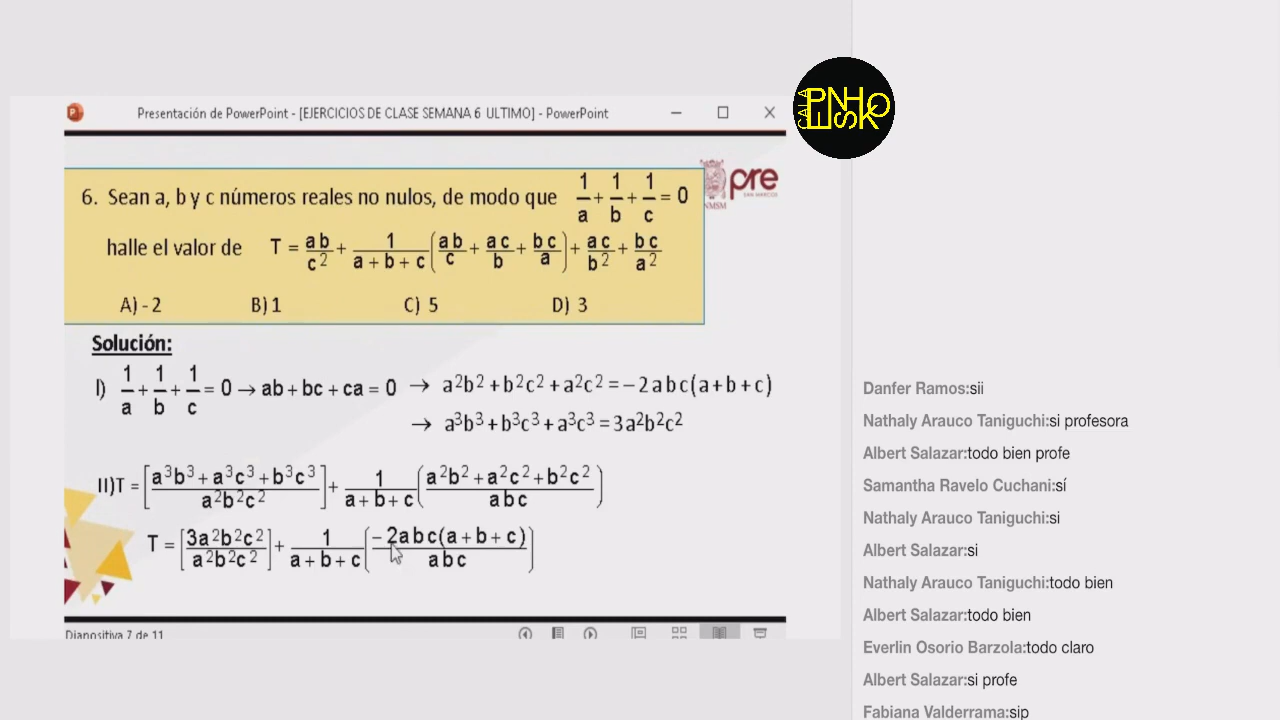 Presentación de PowerPoint - [EJERCICIOS DE CLASE SEMANA 6 ULTIMO] - PowerPoint
CALA
PNHO
ESK
pre
SAN MARCOS
NMSM
6. Sean a, b y c números reales no nulos, de modo que 1/a + 1/b + 1/c = 0
halle el valor de T = ab/c² + 1/(a + b + c) (ab/c + ac/b + bc/a) + ac/b² + bc/a²
A) - 2 B) 1 C) 5 D) 3
Solución:
I) 1/a + 1/b + 1/c = 0 → ab + bc + ca = 0 → a²b² + b²c² + a²c² = −2abc(a+b+c)
→ a³b³ + b³c³ + a³c³ = 3a²b²c²
II)T = [(a³b³ + a³c³ + b³c³)/(a²b²c²)] + 1/(a + b + c) ((a²b² + a²c² + b²c²)/(abc))
T = [3a²b²c²/(a²b²c²)] + 1/(a + b + c) (−2abc(a + b + c)/(abc))
Diapositiva 7 de 11
Danfer Ramos:sii
Nathaly Arauco Taniguchi:si profesora
Albert Salazar:todo bien profe
Samantha Ravelo Cuchani:sí
Nathaly Arauco Taniguchi:si
Albert Salazar:si
Nathaly Arauco Taniguchi:todo bien
Albert Salazar:todo bien
Everlin Osorio Barzola:todo claro
Albert Salazar:si profe
Fabiana Valderrama:sip